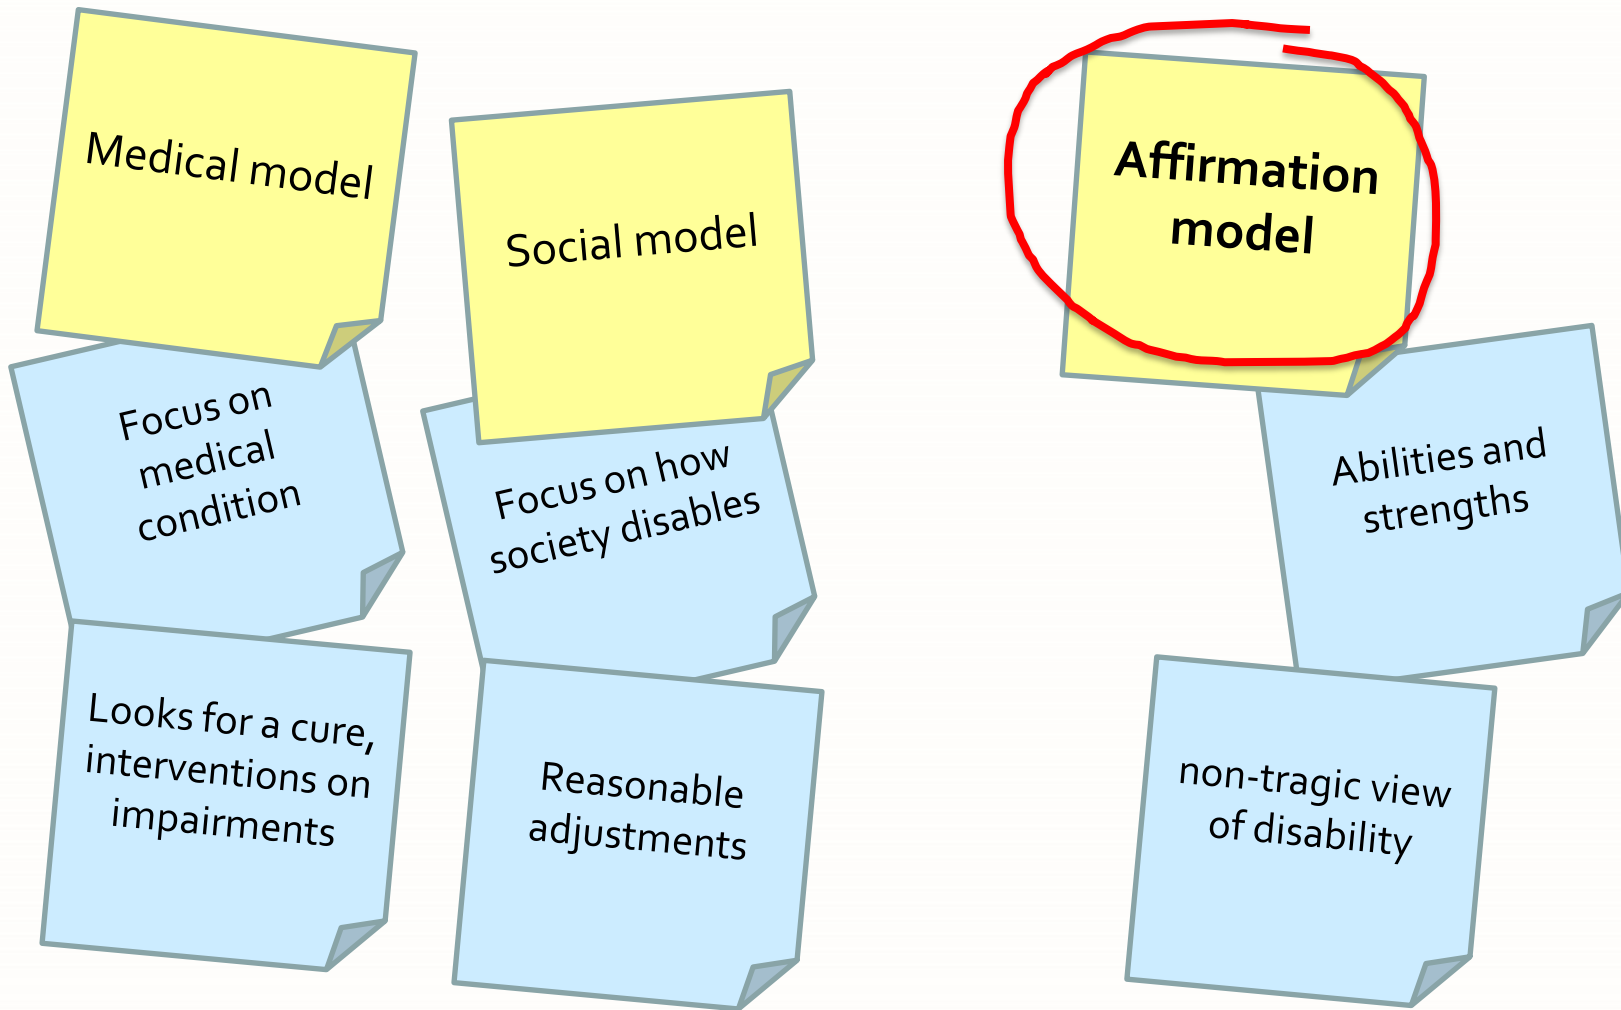 Medical model
Focus on
medical
condition
Looks for a cure,
interventions on
impairments
Social model
Focus on how
society disables
Reasonable
adjustments
Affirmation
model
Abilities and
strengths
non-tragic view
of disability